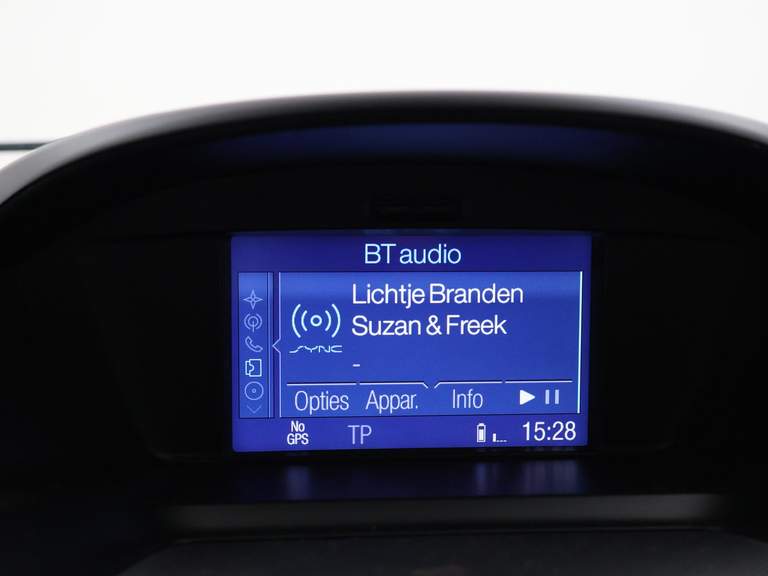 BT audio
Lichtje Branden
Suzan & Freek
SYNC
-
Opties Appar. Info
No GPS TP 15:28